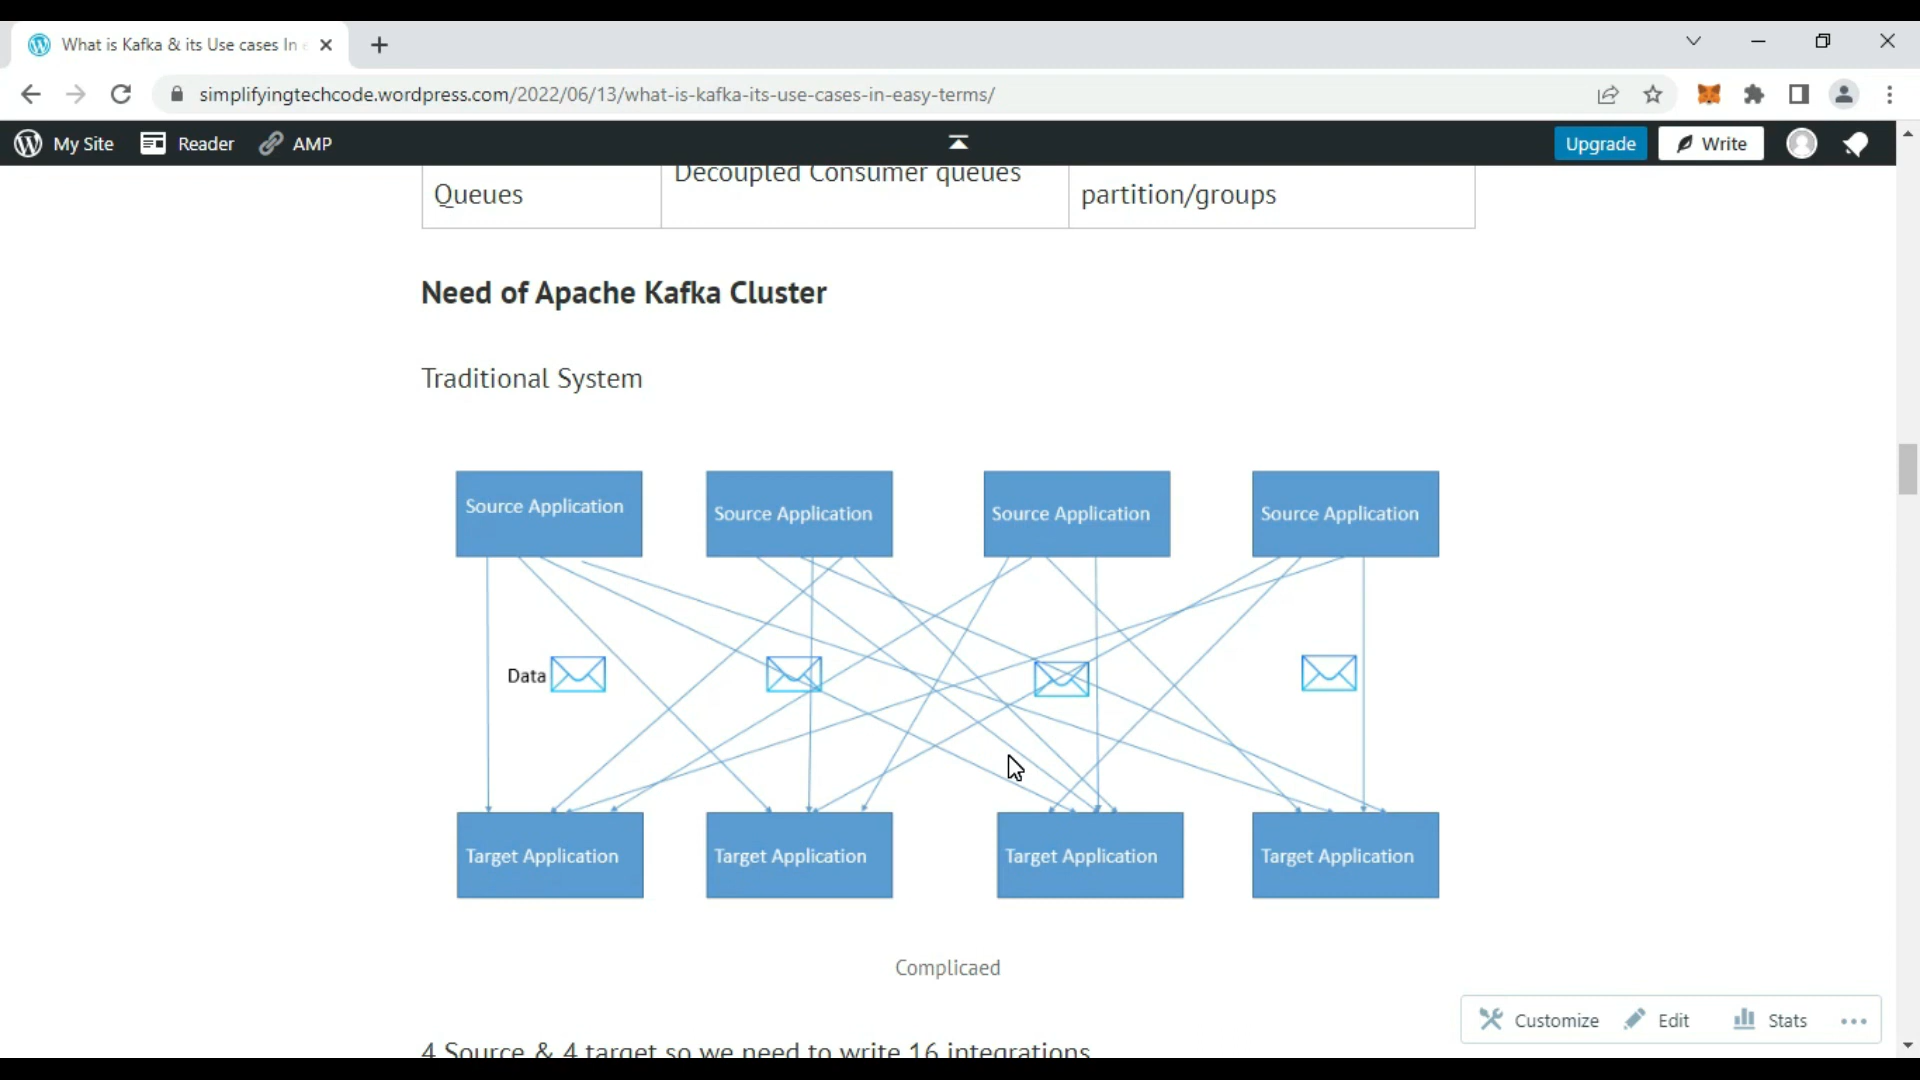 What is Kafka & its Use cases In
simplifyingtechcode.wordpress.com/2022/06/13/what-is-kafka-its-use-cases-in-easy-terms/
My Site
Reader
AMP
Upgrade
Write
Queues
Decoupled Consumer queues
partition/groups
Need of Apache Kafka Cluster
Traditional System
Source Application
Source Application
Source Application
Source Application
Data
Target Application
Target Application
Target Application
Target Application
Complicaed
4 Source & 4 target so we need to write 16 integrations
Customize
Edit
Stats